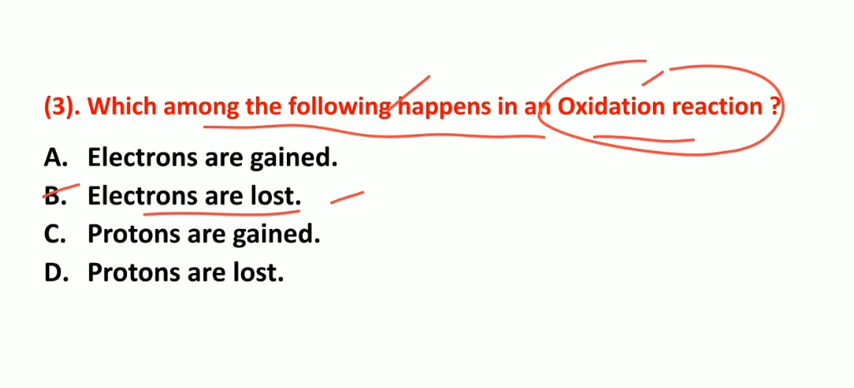 (3). Which among the following happens in an Oxidation reaction ?
A. Electrons are gained.
B. Electrons are lost.
C. Protons are gained.
D. Protons are lost.